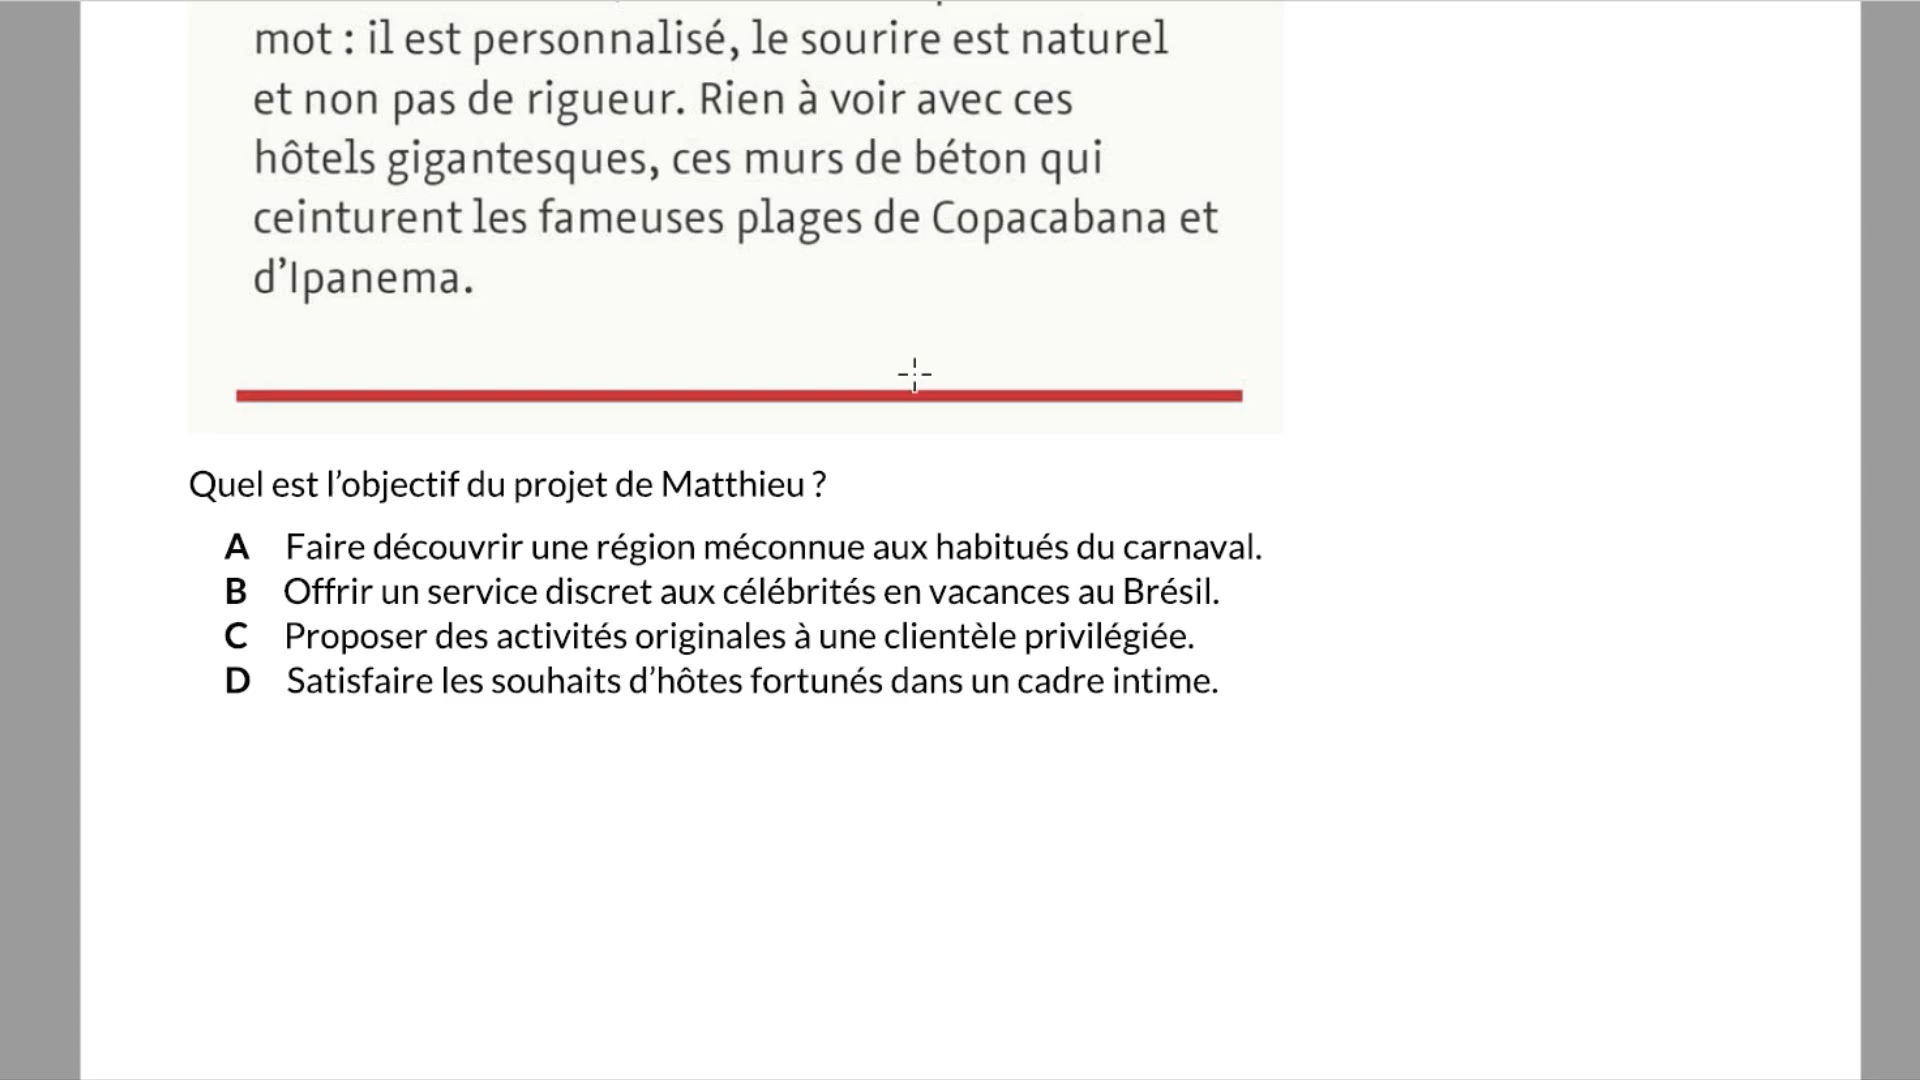 mot : il est personnalisé, le sourire est naturel
et non pas de rigueur. Rien à voir avec ces
hôtels gigantesques, ces murs de béton qui
ceinturent les fameuses plages de Copacabana et
d’Ipanema.
Quel est l’objectif du projet de Matthieu ?
A Faire découvrir une région méconnue aux habitués du carnaval.
B Offrir un service discret aux célébrités en vacances au Brésil.
C Proposer des activités originales à une clientèle privilégiée.
D Satisfaire les souhaits d’hôtes fortunés dans un cadre intime.